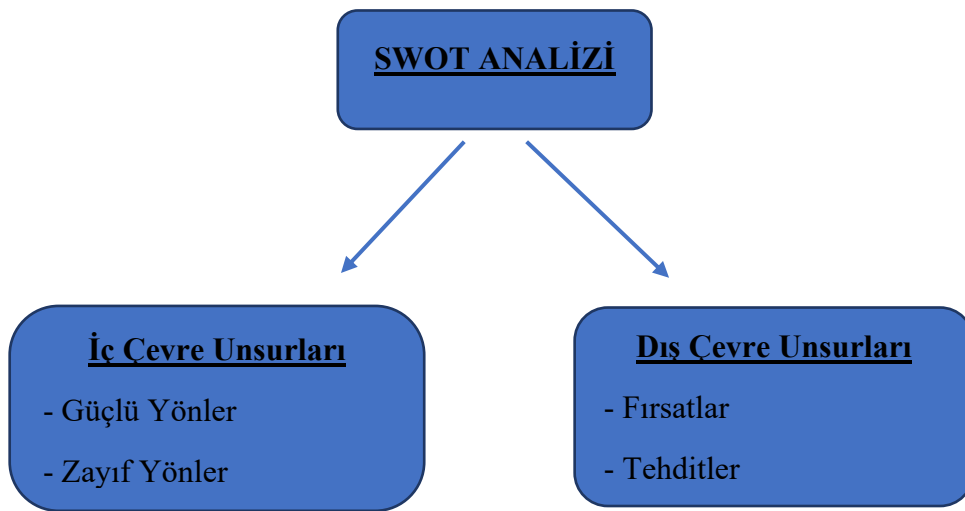 SWOT ANALİZİ
İç Çevre Unsurları
- Güçlü Yönler
- Zayıf Yönler
Dış Çevre Unsurları
- Fırsatlar
- Tehditler